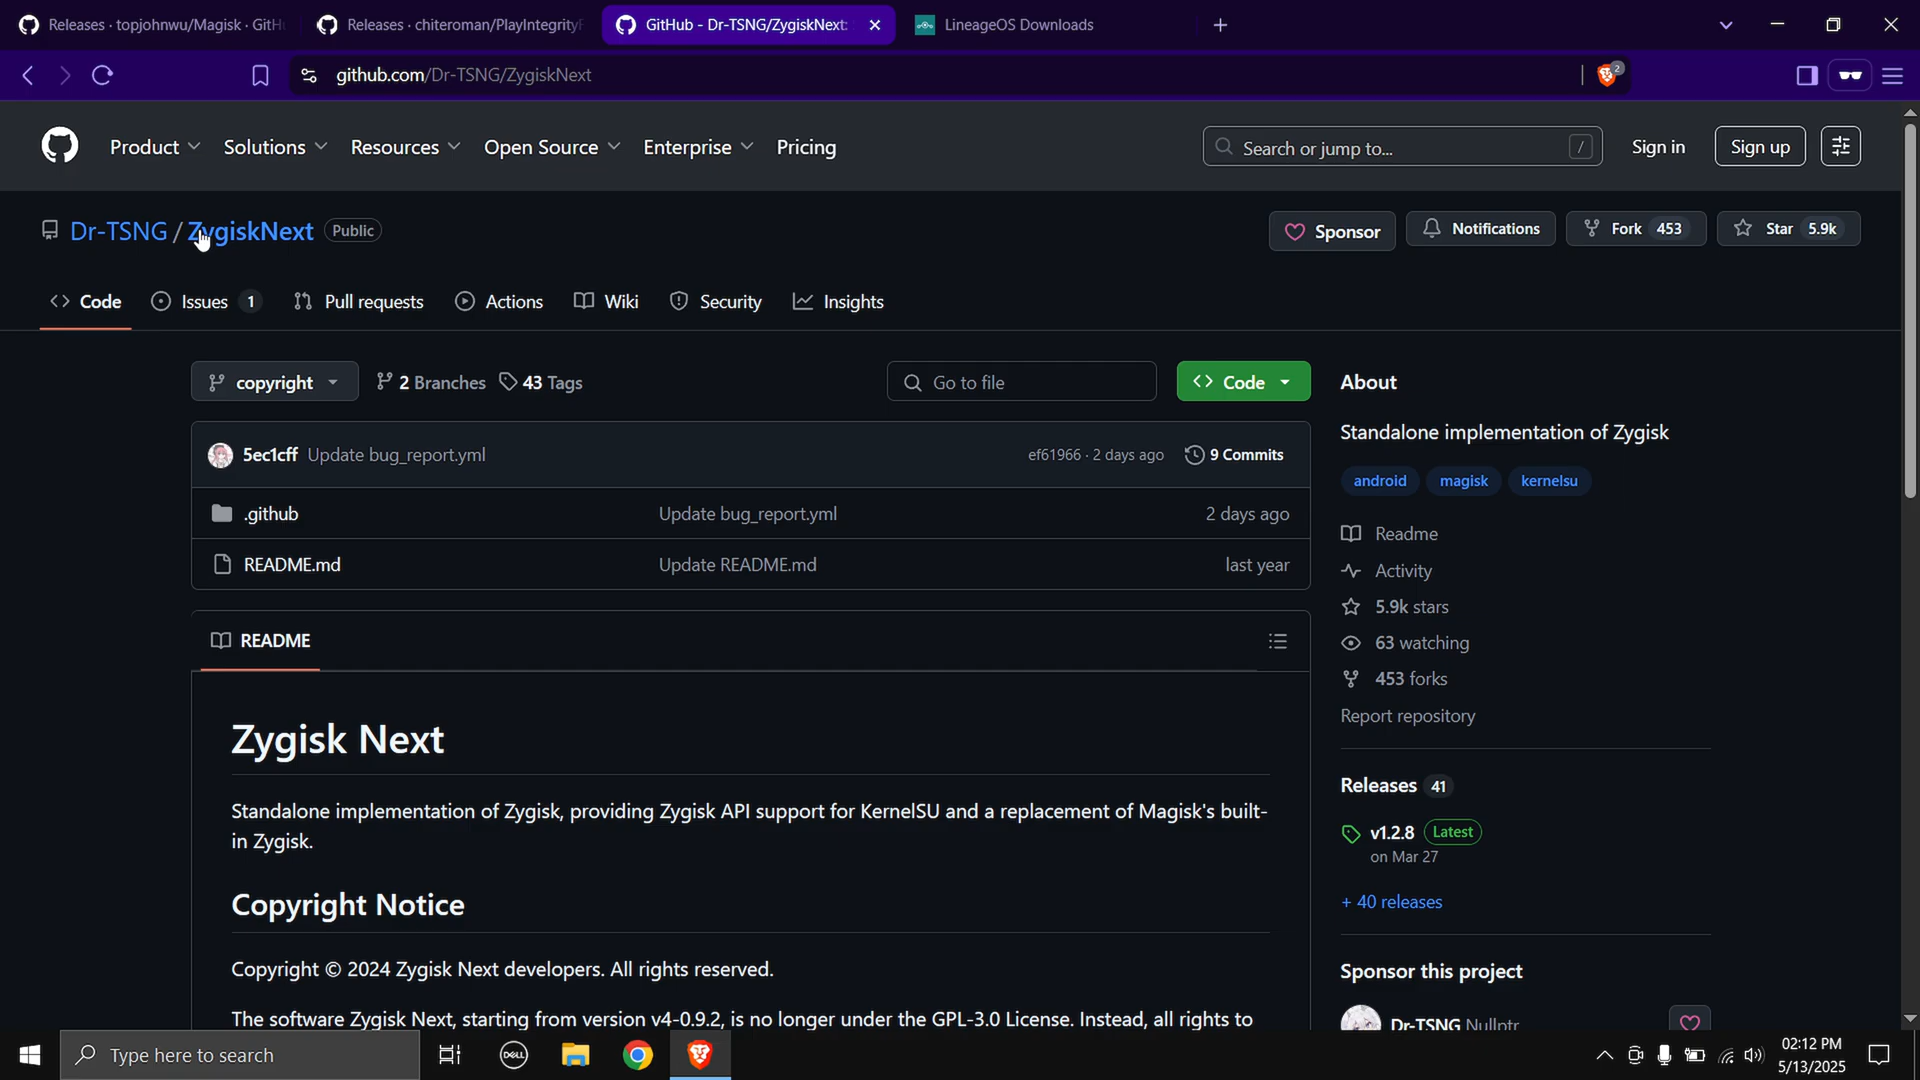 Releases · topjohnwu/Magisk · GitH
Releases · chiteroman/PlayIntegrityF
GitHub - Dr-TSNG/ZygiskNext:
LineageOS Downloads
github.com/Dr-TSNG/ZygiskNext
2
Product
Solutions
Resources
Open Source
Enterprise
Pricing
Search or jump to...
/
Sign in
Sign up
Dr-TSNG / ZygiskNext
Public
Sponsor
Notifications
Fork 453
Star 5.9k
Code
Issues 1
Pull requests
Actions
Wiki
Security
Insights
copyright
2 Branches
43 Tags
Go to file
Code
5ec1cff Update bug_report.yml
ef61966 · 2 days ago
9 Commits
.github
Update bug_report.yml
2 days ago
README.md
Update README.md
last year
README
Zygisk Next
Standalone implementation of Zygisk, providing Zygisk API support for KernelSU and a replacement of Magisk's built-
in Zygisk.
Copyright Notice
Copyright © 2024 Zygisk Next developers. All rights reserved.
The software Zygisk Next, starting from version v4-0.9.2, is no longer under the GPL-3.0 License. Instead, all rights to
About
Standalone implementation of Zygisk
android
magisk
kernelsu
Readme
Activity
5.9k stars
63 watching
453 forks
Report repository
Releases 41
v1.2.8 Latest
on Mar 27
+ 40 releases
Sponsor this project
Dr-TSNG Nullptr
Type here to search
DELL
02:12 PM
5/13/2025